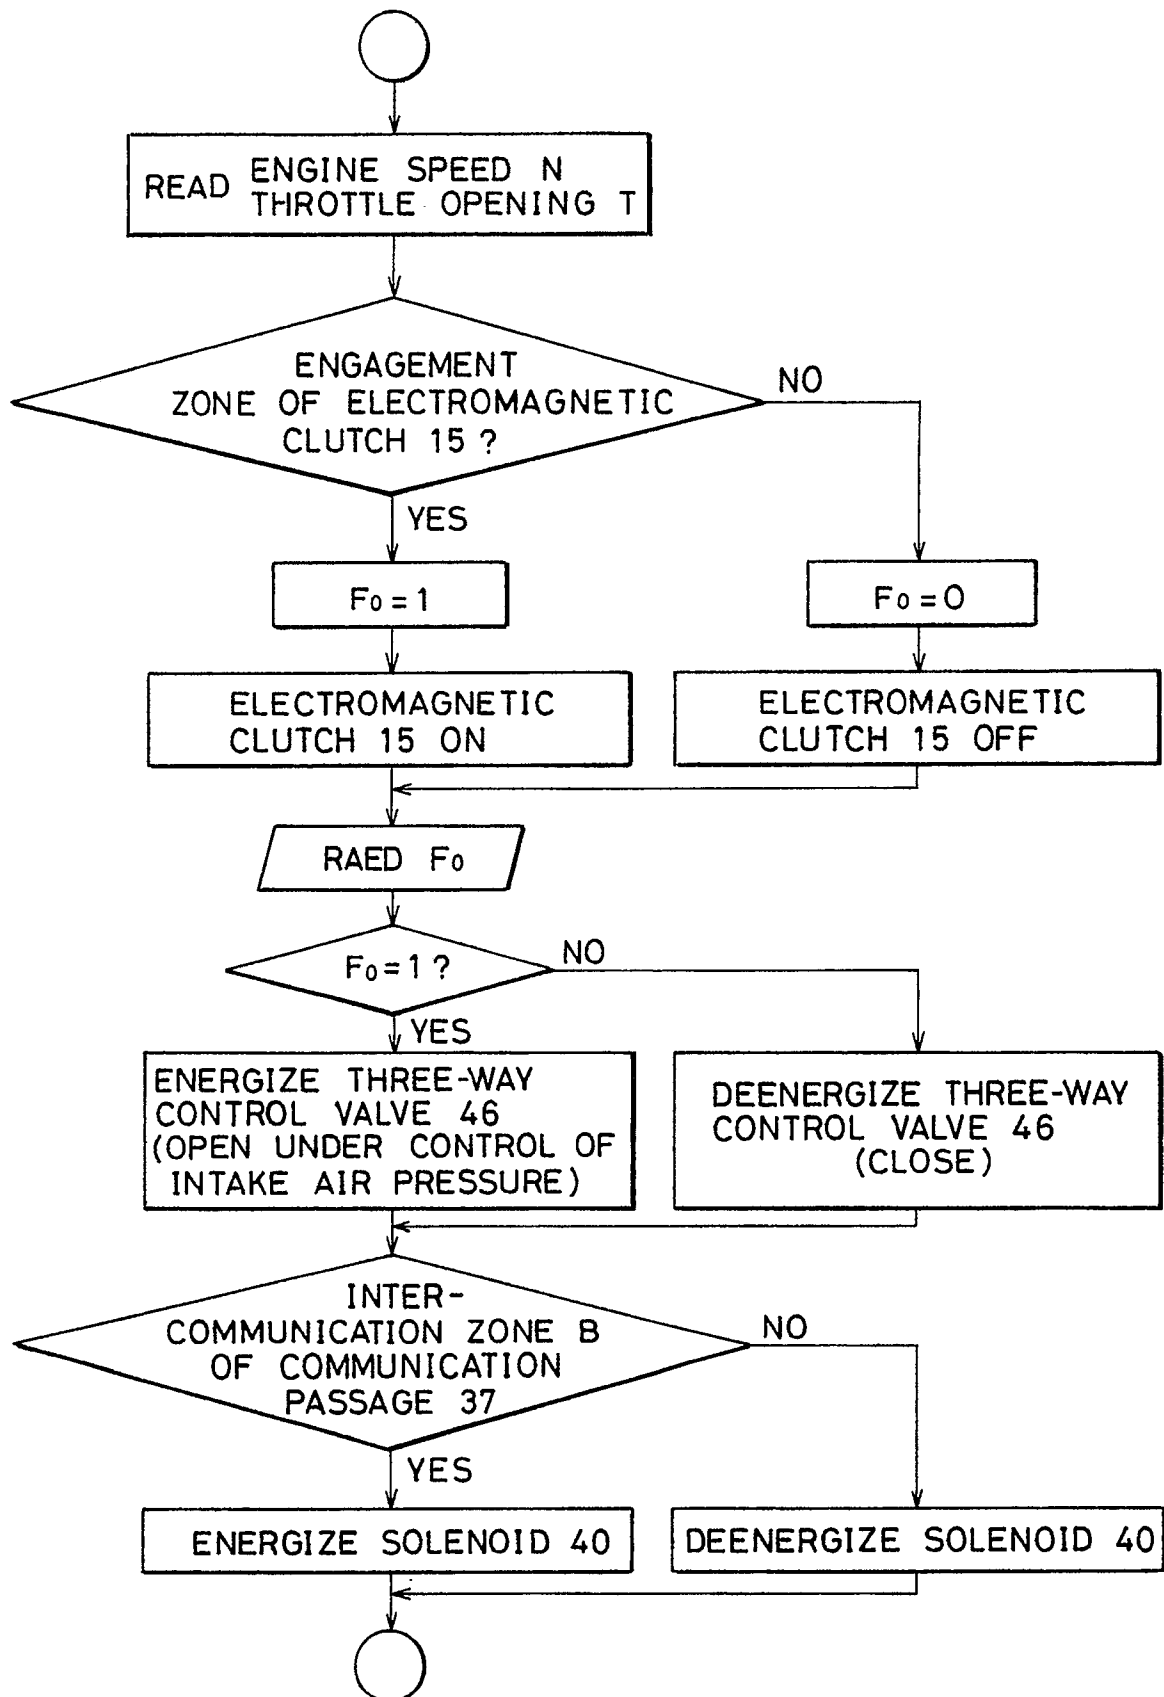 READ ENGINE SPEED N
THROTTLE OPENING T
ENGAGEMENT
ZONE OF ELECTROMAGNETIC
CLUTCH 15 ?
NO
YES
F0 = 1
F0 = 0
ELECTROMAGNETIC
CLUTCH 15 ON
ELECTROMAGNETIC
CLUTCH 15 OFF
RAED F0
F0 = 1 ?
NO
YES
ENERGIZE THREE-WAY
CONTROL VALVE 46
(OPEN UNDER CONTROL OF
INTAKE AIR PRESSURE)
DEENERGIZE THREE-WAY
CONTROL VALVE 46
(CLOSE)
INTER-
COMMUNICATION ZONE B
OF COMMUNICATION
PASSAGE 37
NO
YES
ENERGIZE SOLENOID 40
DEENERGIZE SOLENOID 40